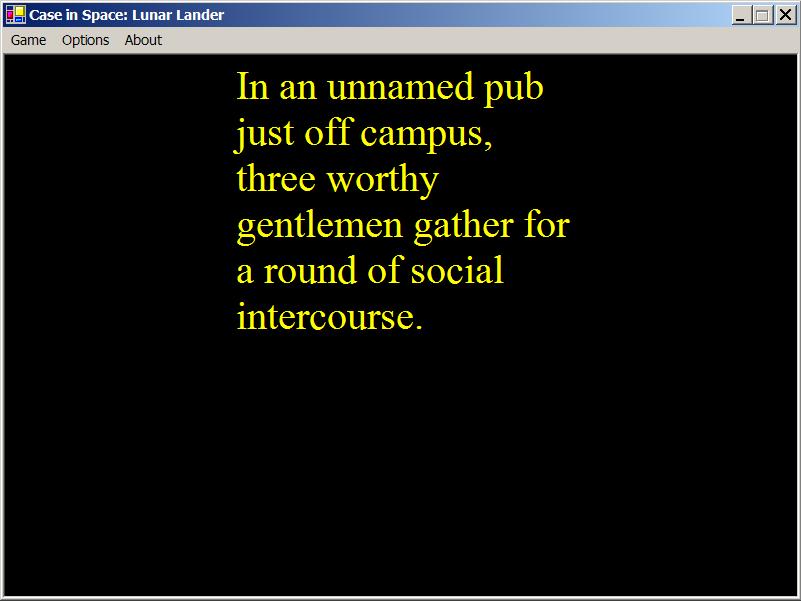 Case in Space: Lunar Lander
Game Options About
In an unnamed pub
just off campus,
three worthy
gentlemen gather for
a round of social
intercourse.